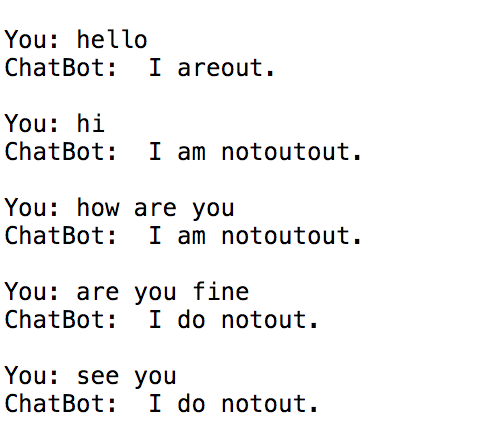 You: hello
ChatBot:  I areout.
You: hi
ChatBot:  I am notoutout.
You: how are you
ChatBot:  I am notoutout.
You: are you fine
ChatBot:  I do notout.
You: see you
ChatBot:  I do notout.